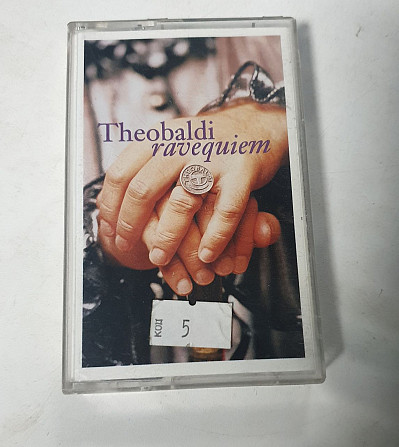 Theobaldi
ravequiem
КОД
5